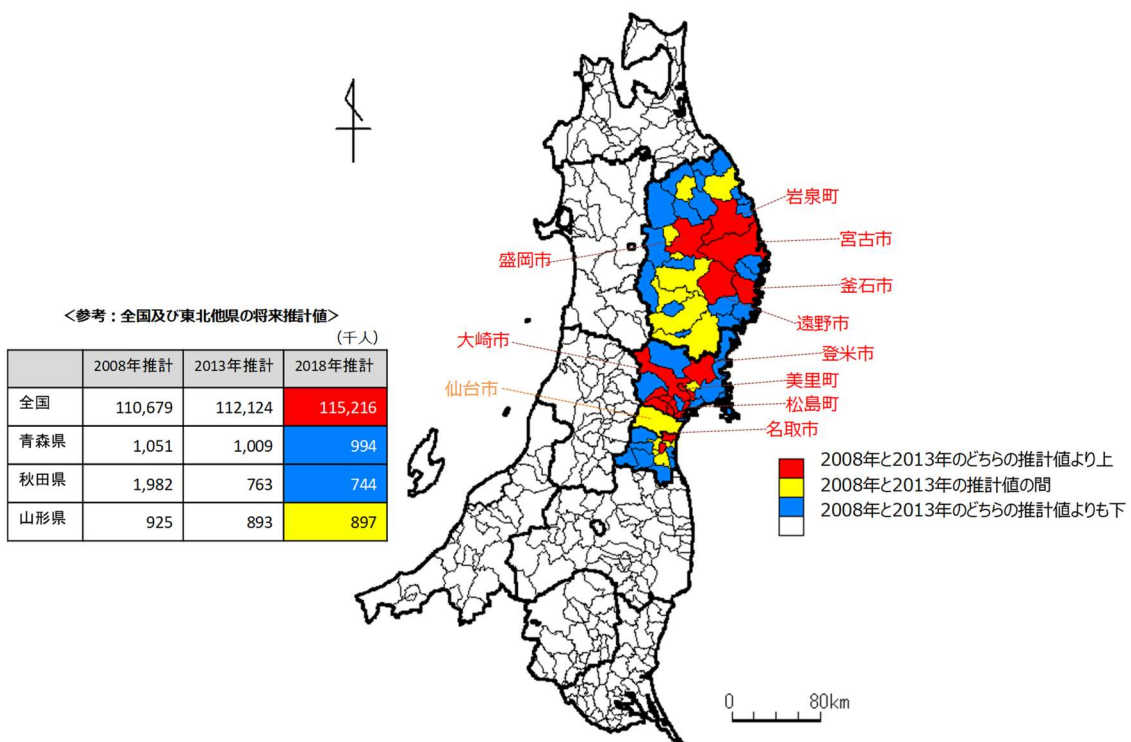 岩泉町
宮古市
盛岡市
釜石市
＜参考：全国及び東北他県の将来推計値＞
(千人)
遠野市
大崎市
登米市
2008年推計 2013年推計 2018年推計
美里町
仙台市
全国 110,679 112,124 115,216
松島町
名取市
青森県 1,051 1,009 994
秋田県 1,982 763 744
山形県 925 893 897
2008年と2013年のどちらの推計値より上
2008年と2013年の推計値の間
2008年と2013年のどちらの推計値よりも下
0 80km